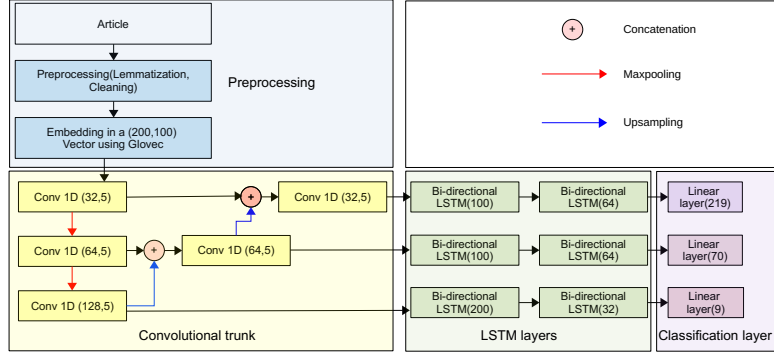 Article
Preprocessing(Lemmatization,
Cleaning)
Preprocessing
Embedding in a (200,100)
Vector using Glovec
+
Concatenation
Maxpooling
Upsampling
Conv 1D (32,5)
+
Conv 1D (32,5)
Conv 1D (64,5)
+
Conv 1D (64,5)
Conv 1D (128,5)
Convolutional trunk
Bi-directional
LSTM(100)
Bi-directional
LSTM(64)
Bi-directional
LSTM(100)
Bi-directional
LSTM(64)
Bi-directional
LSTM(200)
Bi-directional
LSTM(32)
LSTM layers
Linear
layer(219)
Linear
layer(70)
Linear
layer(9)
Classification layer